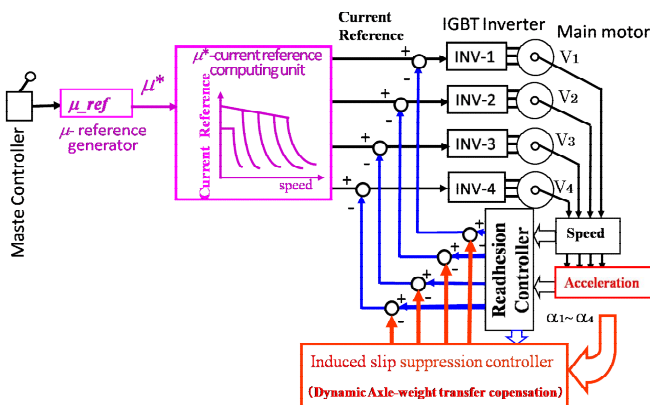 Current
Reference
IGBT Inverter
Main motor
μ*-current reference
computing unit
Current Reference
speed
μ*
μ_ref
μ- reference
generator
Maste Controller
+
-
INV-1
V1
+
-
INV-2
V2
+
-
INV-3
V3
+
-
INV-4
V4
Readhesion
Controller
Speed
Acceleration
α1~α4
+
-
+
-
+
-
+
-
Induced slip suppression controller
(Dynamic Axle-weight transfer copensation)